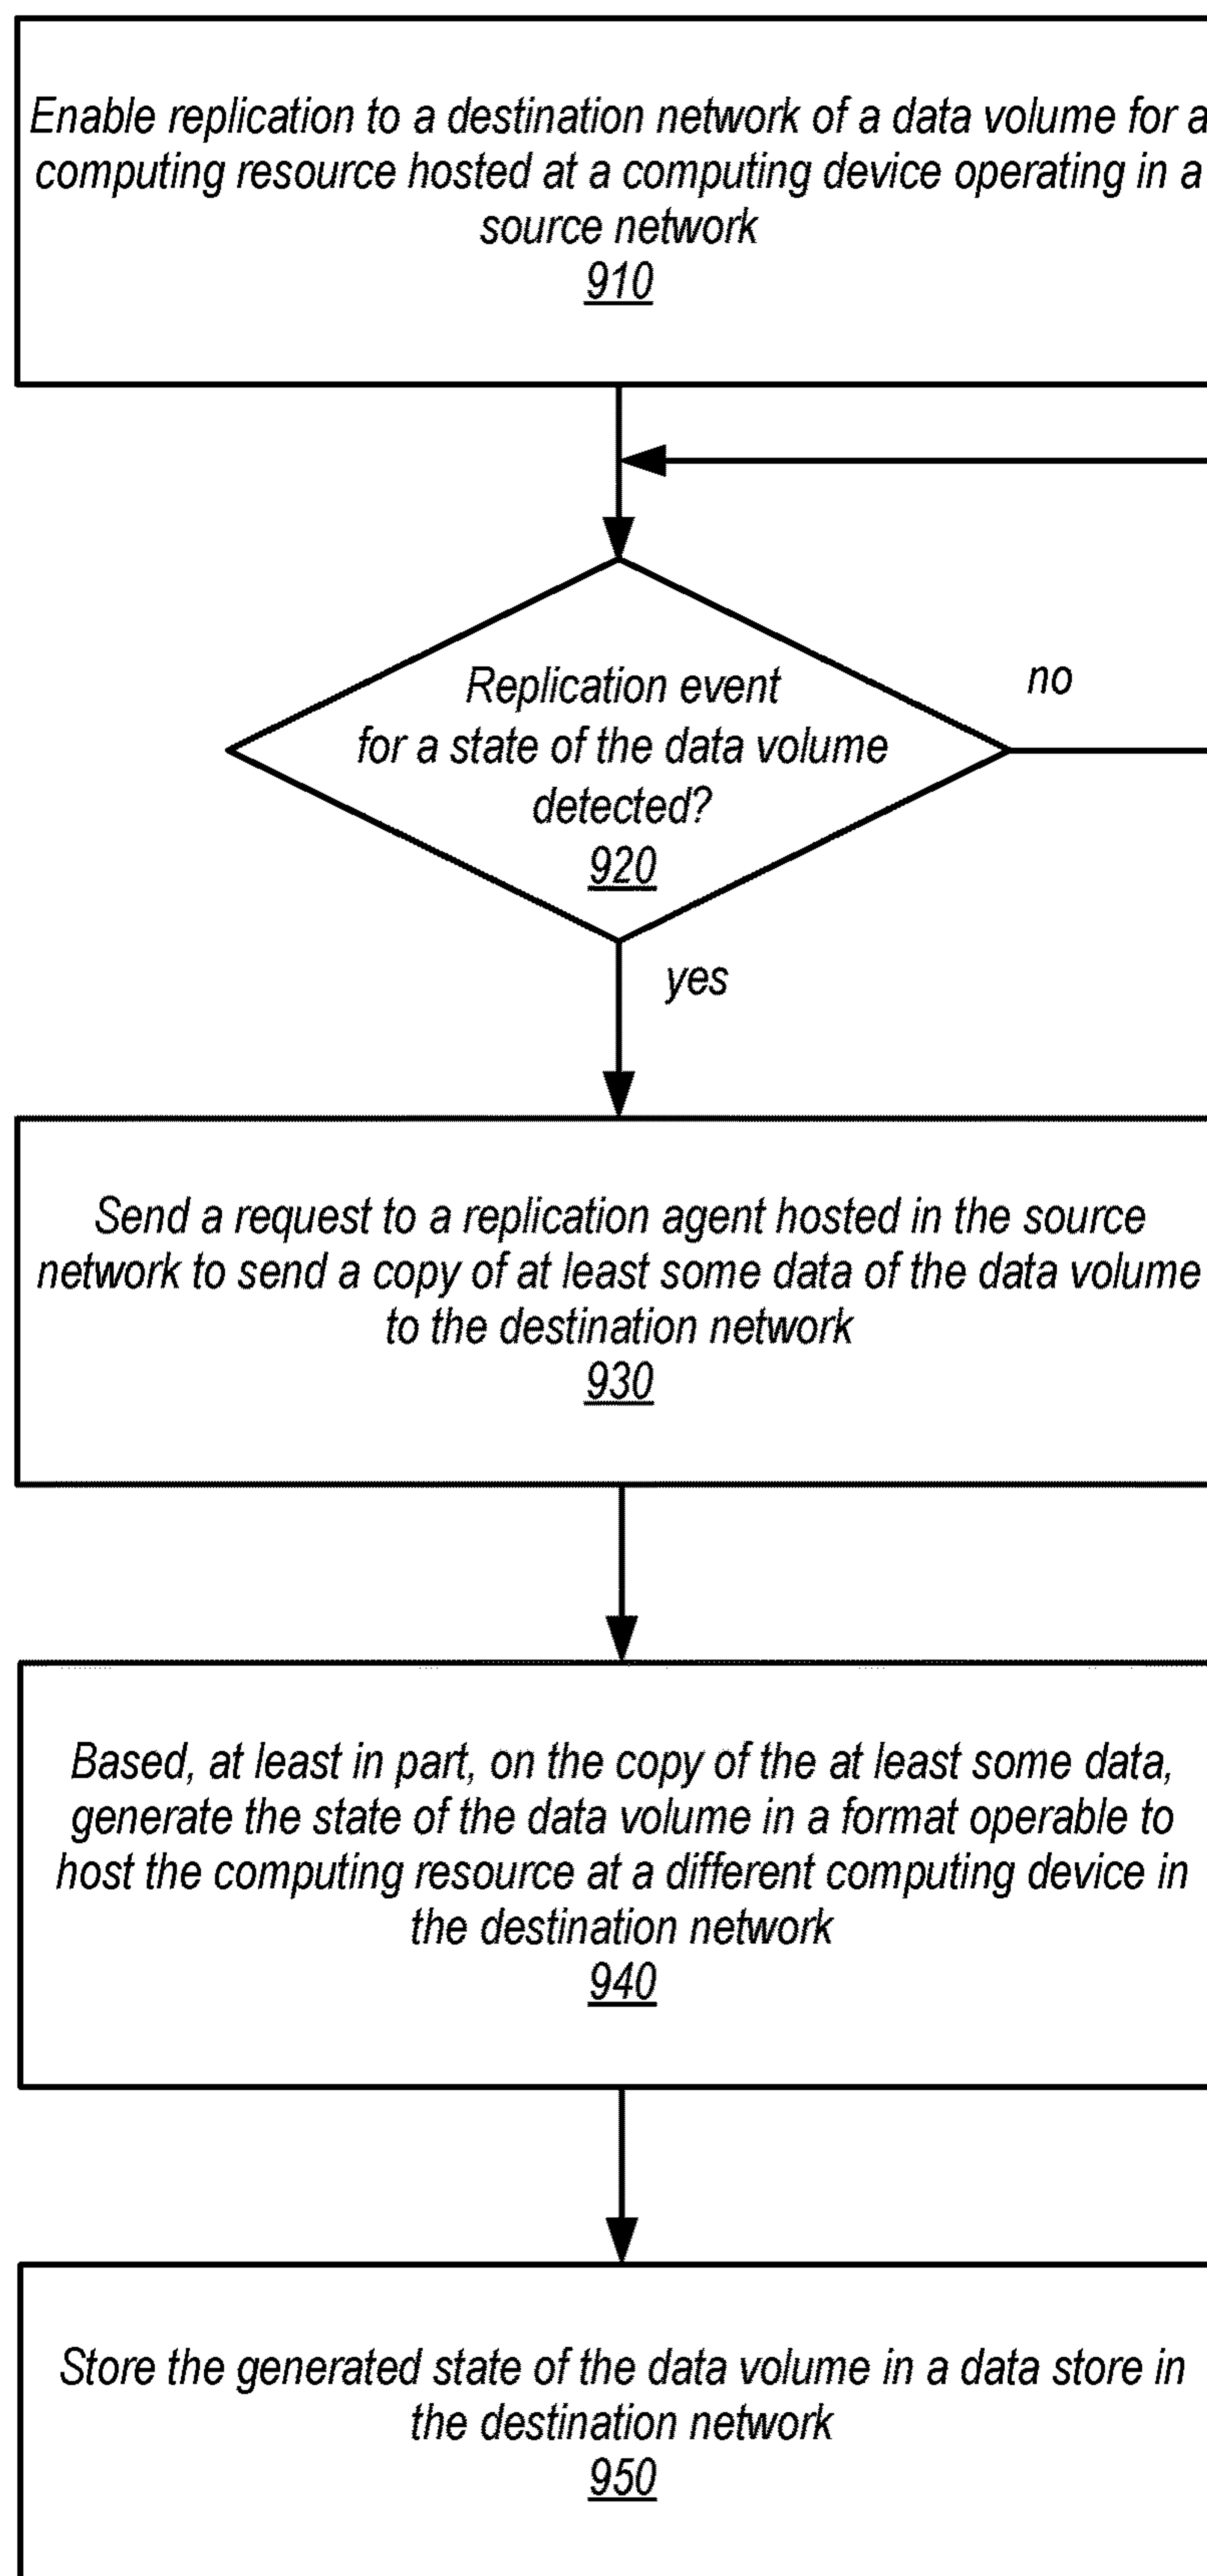 Enable replication to a destination network of a data volume for a
computing resource hosted at a computing device operating in a
source network
910
Replication event
for a state of the data volume
detected?
920
no
yes
Send a request to a replication agent hosted in the source
network to send a copy of at least some data of the data volume
to the destination network
930
Based, at least in part, on the copy of the at least some data,
generate the state of the data volume in a format operable to
host the computing resource at a different computing device in
the destination network
940
Store the generated state of the data volume in a data store in
the destination network
950